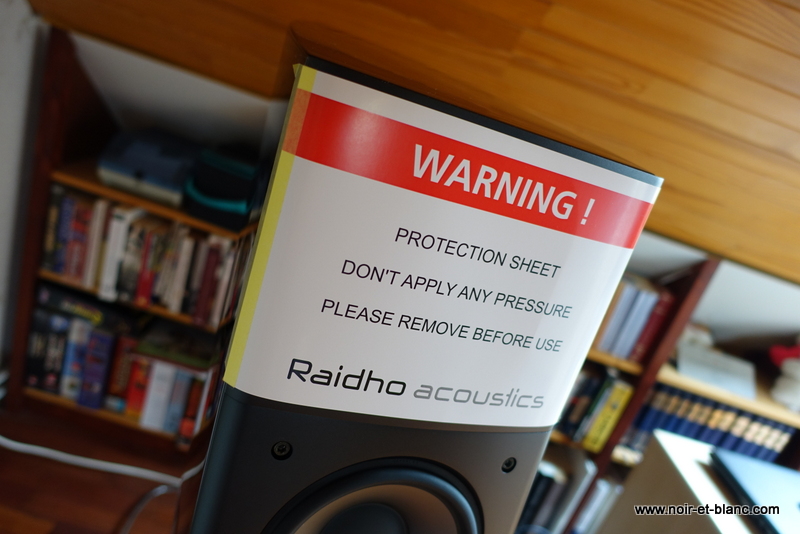 WARNING !
PROTECTION SHEET
DON'T APPLY ANY PRESSURE
PLEASE REMOVE BEFORE USE
Raidho acoustics
www.noir-et-blanc.com